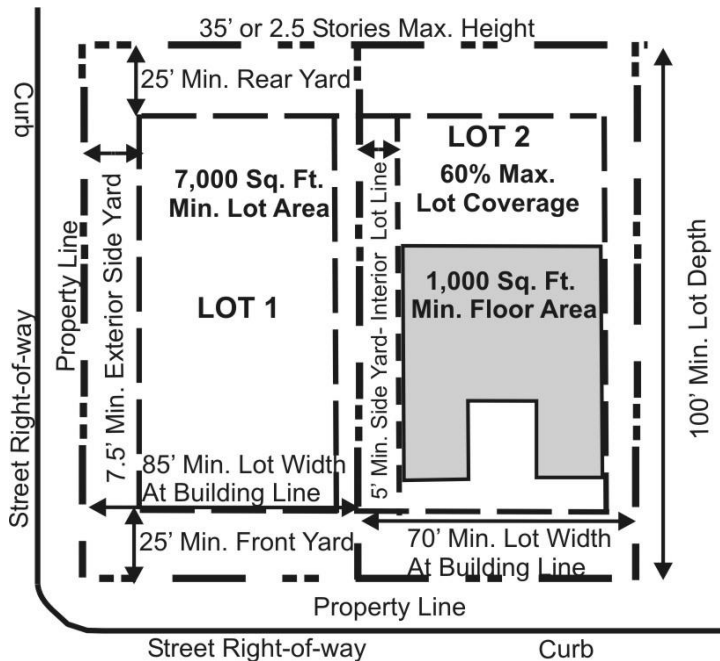 35’ or 2.5 Stories Max. Height
25’ Min. Rear Yard
Curb
LOT 2
60% Max.
Lot Coverage
7,000 Sq. Ft.
Min. Lot Area
1,000 Sq. Ft.
Min. Floor Area
LOT 1
Property Line
7.5’ Min. Exterior Side Yard
5’ Min. Side Yard- Interior Lot Line
100’ Min. Lot Depth
Street Right-of-way
85’ Min. Lot Width
At Building Line
25’ Min. Front Yard
70’ Min. Lot Width
At Building Line
Property Line
Street Right-of-way
Curb